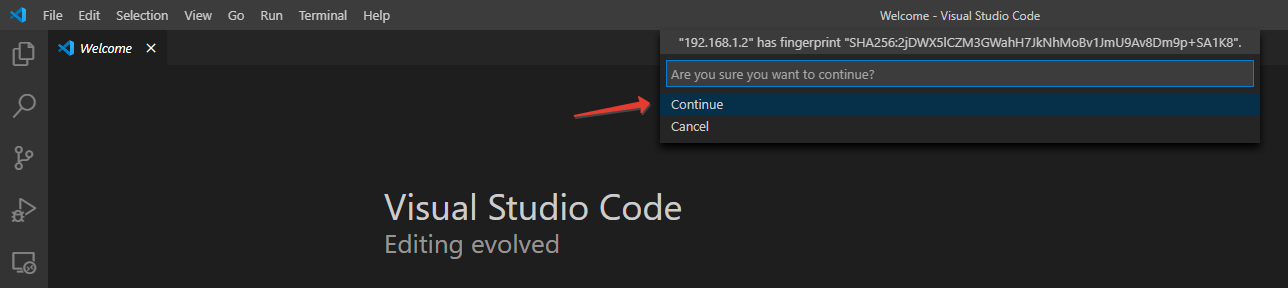 File Edit Selection View Go Run Terminal Help Welcome - Visual Studio Code
Welcome
"192.168.1.2" has fingerprint "SHA256:2jDWX5lCZM3GWahH7JkNhMoBv1JmU9Av8Dm9p+SA1K8".
Are you sure you want to continue?
Continue
Cancel
Visual Studio Code
Editing evolved